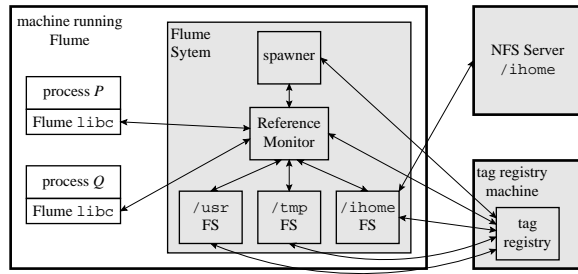 machine running
Flume
process P
Flume libc
process Q
Flume libc
Flume
Sytem
spawner
Reference
Monitor
/usr
FS
/tmp
FS
/ihome
FS
NFS Server
/ihome
tag registry
machine
tag
registry